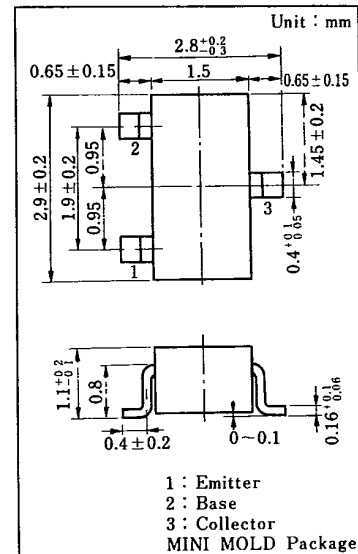 Unit : mm
2.8 +0.2 -0.3
0.65 ± 0.15
1.5
0.65 ± 0.15
2.9 ± 0.2
1.9 ± 0.2
0.95
0.95
2
1
3
1.45 ± 0.2
0.4 +0.1 -0.05
1.1 +0.2 -0.1
0.8
0.4 ± 0.2
0~0.1
0.16 +0.1 -0.06
1 : Emitter
2 : Base
3 : Collector
MINI MOLD Package